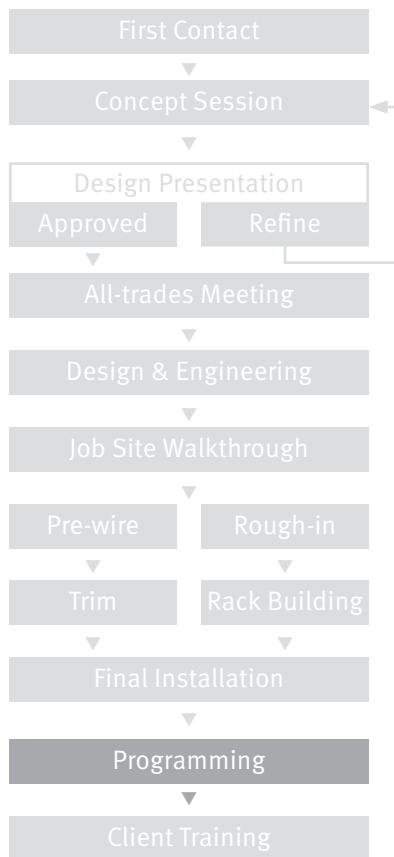 First Contact
Concept Session
Design Presentation
Approved Refine
All-trades Meeting
Design & Engineering
Job Site Walkthrough
Pre-wire Rough-in
Trim Rack Building
Final Installation
Programming
Client Training